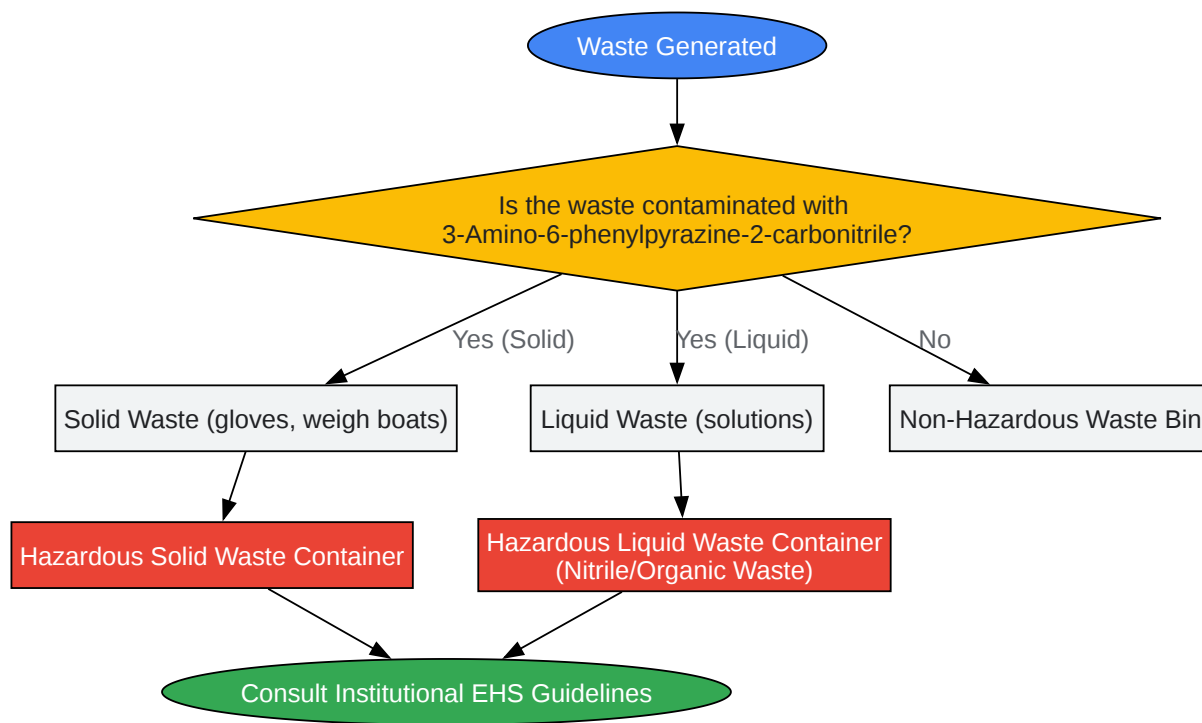 Waste Generated
Is the waste contaminated with
3-Amino-6-phenylpyrazine-2-carbonitrile?
Yes (Solid)
Yes (Liquid)
No
Solid Waste (gloves, weigh boats)
Liquid Waste (solutions)
Non-Hazardous Waste Bin
Hazardous Solid Waste Container
Hazardous Liquid Waste Container
(Nitrile/Organic Waste)
Consult Institutional EHS Guidelines